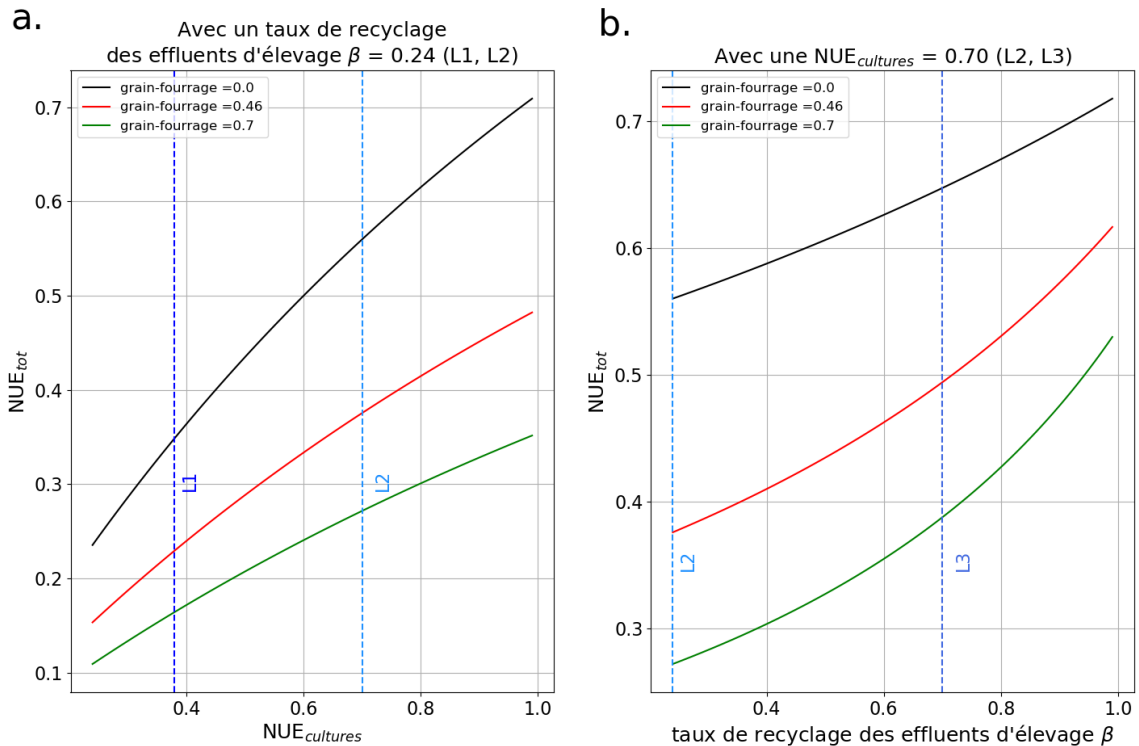 a.
Avec un taux de recyclage
des effluents d'élevage β = 0.24 (L1, L2)
grain-fourrage =0.0
grain-fourrage =0.46
grain-fourrage =0.7
0.7
0.6
0.5
0.4
0.3
0.2
0.1
NUE_tot
L1
L2
0.4
0.6
0.8
1.0
NUE_cultures
b.
Avec une NUE_cultures = 0.70 (L2, L3)
grain-fourrage =0.0
grain-fourrage =0.46
grain-fourrage =0.7
0.7
0.6
0.5
0.4
0.3
NUE_tot
L2
L3
0.4
0.6
0.8
1.0
taux de recyclage des effluents d'élevage β